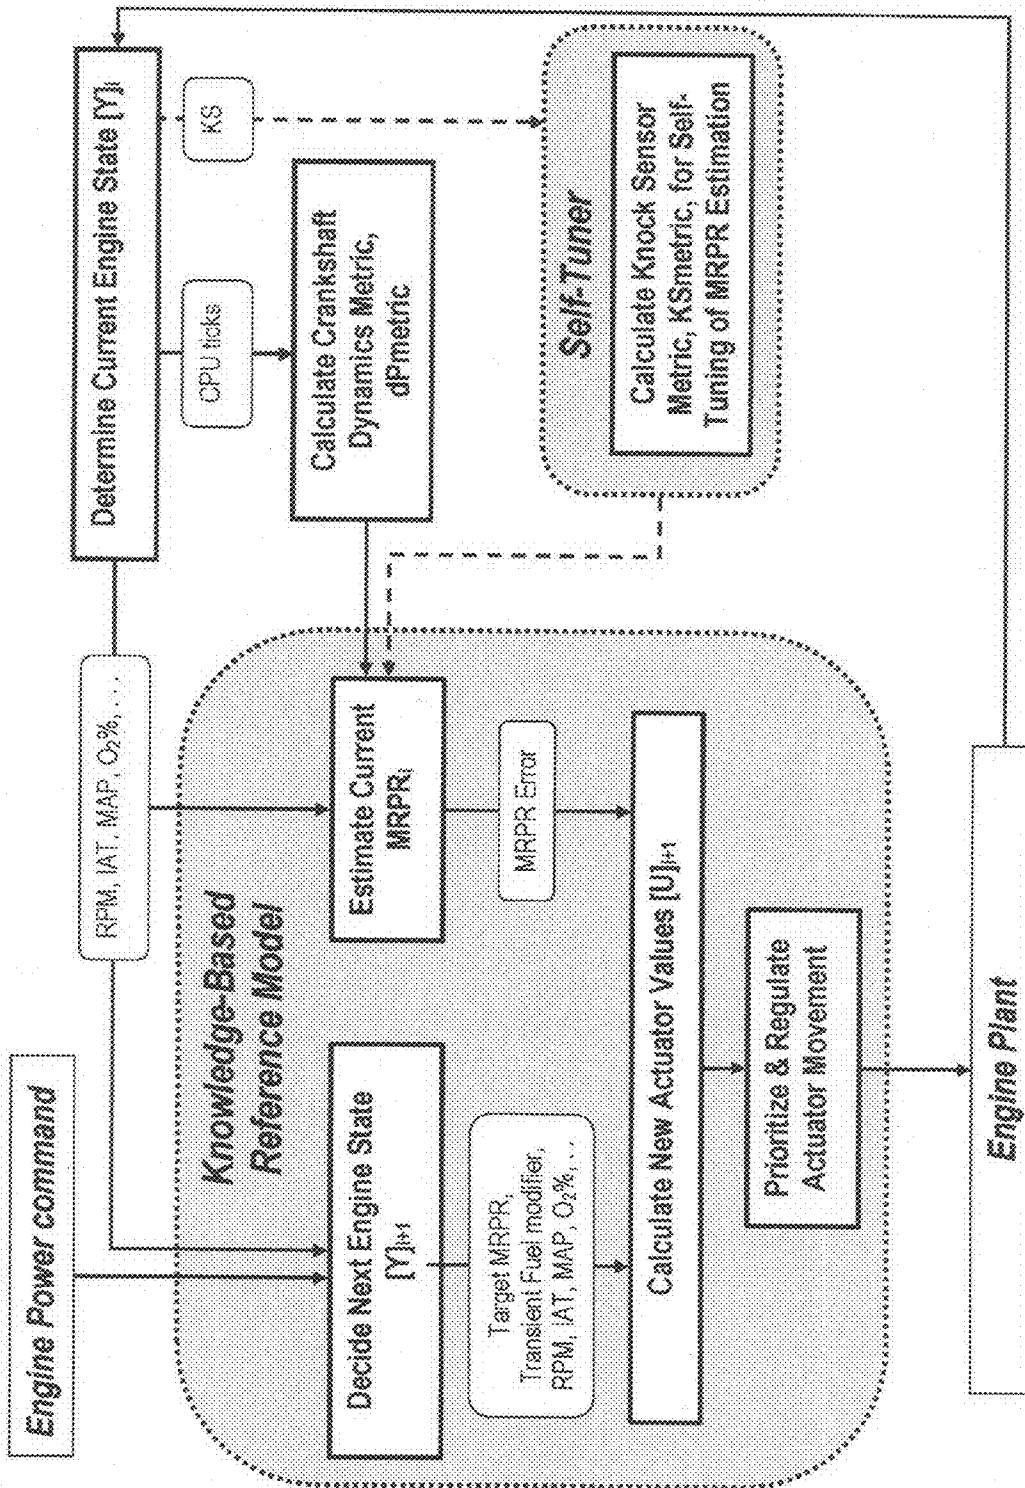 Engine Power command
Determine Current Engine State [Y]i
RPM, IAT, MAP, O2%, ...
CPU ticks
KS
Knowledge-Based
Reference Model
Calculate Crankshaft
Dynamics Metric,
dPmetric
Decide Next Engine State
[Y]i+1
Estimate Current
MRPRi
Target MRPR,
Transient Fuel modifier,
RPM, IAT, MAP, O2%, ...
MRPR Error
Self-Tuner
Calculate Knock Sensor
Metric, KSmetric, for Self-
Tuning of MRPR Estimation
Calculate New Actuator Values [U]i+1
Prioritize & Regulate
Actuator Movement
Engine Plant